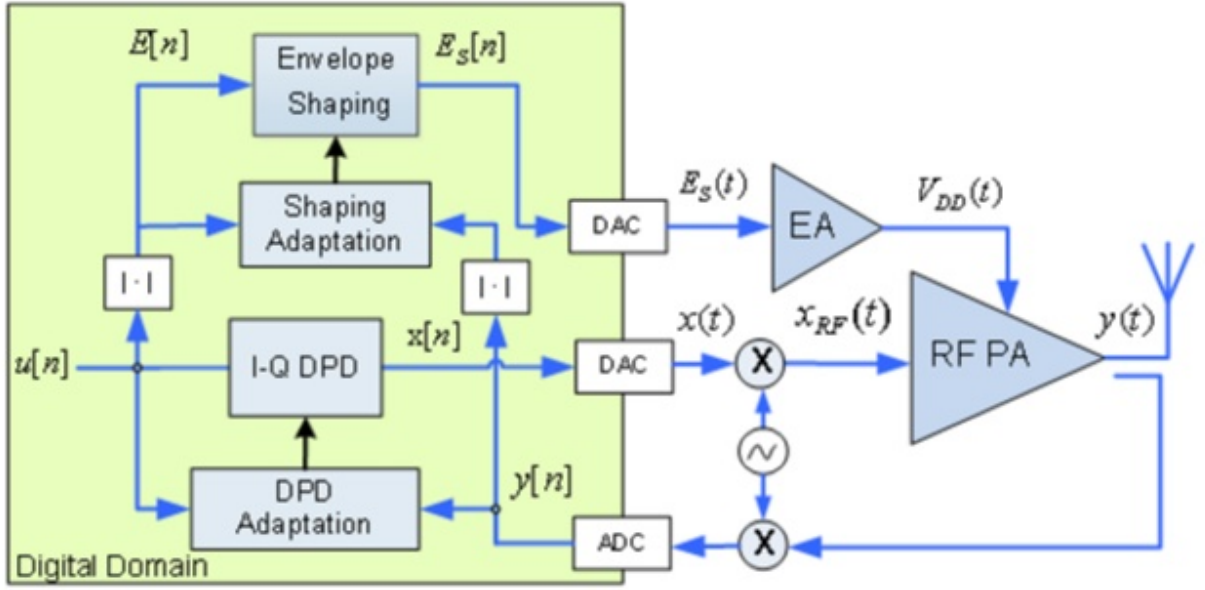 E[n]
E_S[n]
Envelope
Shaping
Shaping
Adaptation
|·|
|·|
u[n]
I-Q DPD
x[n]
DPD
Adaptation
y[n]
Digital Domain
DAC
DAC
ADC
E_S(t)
EA
V_DD(t)
x(t)
X
x_RF(t)
RF PA
y(t)
X